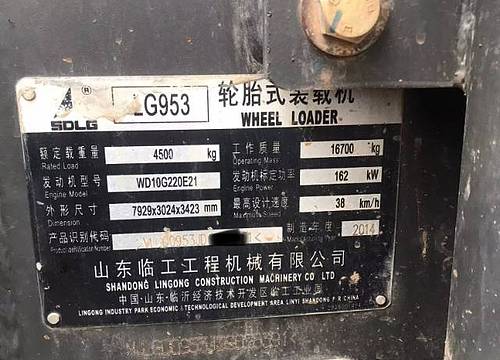 ® LG953 轮胎式装载机
SDLG WHEEL LOADER
额定载重量 4500 kg 工作质量 16700 kg
Rated Load Operating Mass
发动机型号 WD10G220E21 发动机标定功率 162 kW
Engine Model Engine Power
外形尺寸 7929×3024×3423 mm 最高设计速度 38 km/h
Dimension Maximum Speed
产品识别代码 制造年度 2014
Product Identification Number Manufacturing Year
山东临工工程机械有限公司
SHANDONG LINGONG CONSTRUCTION MACHINERY CO LTD
中国·山东·临沂经济技术开发区临工工业园
LINGONG INDUSTRY PARK ECONOMIC & TECHNOLOGICAL DEVELOPMENT AREA LINYI SHANDONG P R CHINA